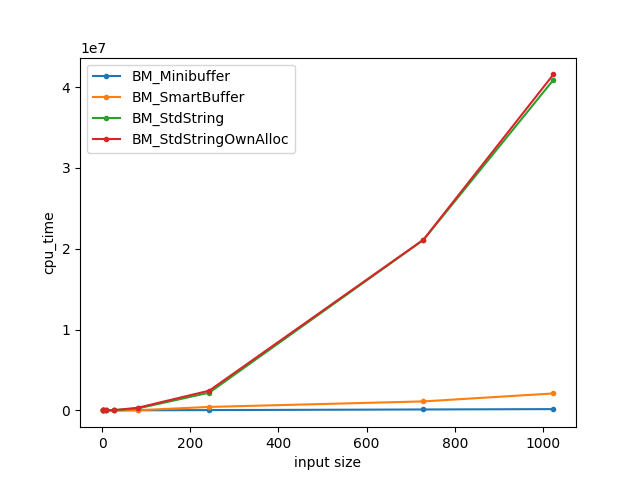 1e7
BM_Minibuffer
BM_SmartBuffer
BM_StdString
BM_StdStringOwnAlloc
4
3
2
1
0
cpu_time
0 200 400 600 800 1000
input size